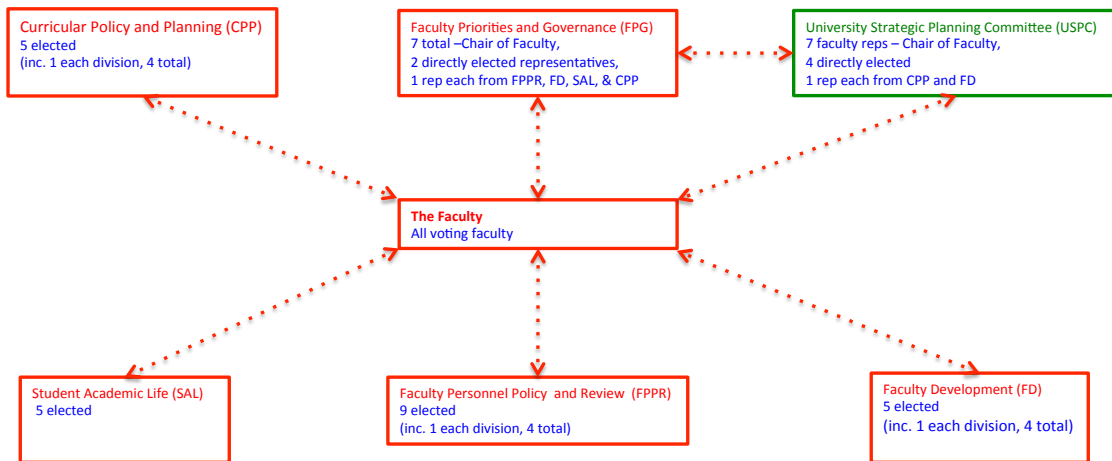 Curricular Policy and Planning (CPP)
5 elected
(inc. 1 each division, 4 total)
Faculty Priorities and Governance (FPG)
7 total –Chair of Faculty,
2 directly elected representatives,
1 rep each from FPPR, FD, SAL, & CPP
University Strategic Planning Committee (USPC)
7 faculty reps – Chair of Faculty,
4 directly elected
1 rep each from CPP and FD
The Faculty
All voting faculty
Student Academic Life (SAL)
5 elected
Faculty Personnel Policy and Review (FPPR)
9 elected
(inc. 1 each division, 4 total)
Faculty Development (FD)
5 elected
(inc. 1 each division, 4 total)